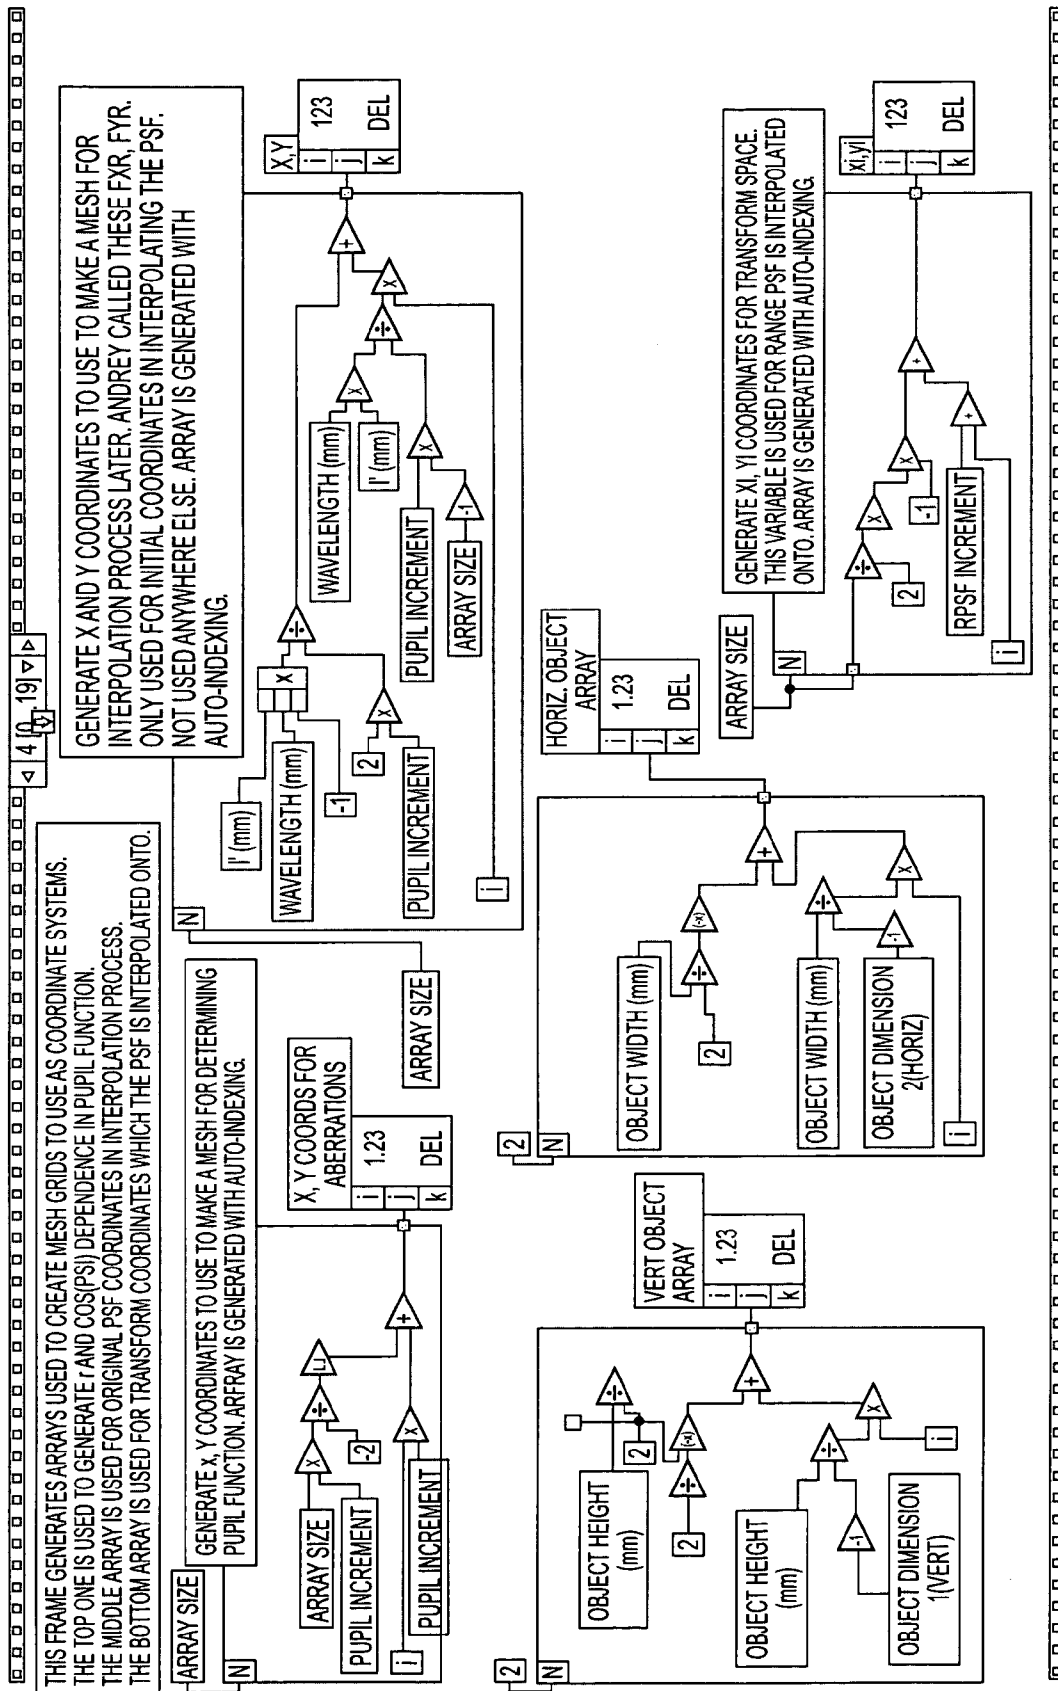 4 [0..19]
THIS FRAME GENERATES ARRAYS USED TO CREATE MESH GRIDS TO USE AS COORDINATE SYSTEMS.
THE TOP ONE IS USED TO GENERATE r AND COS(PSI) DEPENDENCE IN PUPIL FUNCTION.
THE MIDDLE ARRAY IS USED FOR ORIGINAL PSF COORDINATES IN INTERPOLATION PROCESS.
THE BOTTOM ARRAY IS USED FOR TRANSFORM COORDINATES WHICH THE PSF IS INTERPOLATED ONTO.
ARRAY SIZE
N
GENERATE x, Y COORDINATES TO USE TO MAKE A MESH FOR DETERMINING
PUPIL FUNCTION. ARFRAY IS GENERATED WITH AUTO-INDEXING.
ARRAY SIZE
PUPIL INCREMENT
X
-2
÷
i
PUPIL INCREMENT
X
+
X, Y COORDS FOR
ABERRATIONS
i
j
k
1.23
DEL
ARRAY SIZE
N
GENERATE X AND Y COORDINATES TO USE TO MAKE A MESH FOR
INTERPOLATION PROCESS LATER. ANDREY CALLED THESE FXR, FYR.
ONLY USED FOR INITIAL COORDINATES IN INTERPOLATING THE PSF.
NOT USED ANYWHERE ELSE. ARRAY IS GENERATED WITH
AUTO-INDEXING.
l' (mm)
WAVELENGTH (mm)
-1
X
2
PUPIL INCREMENT
X
÷
WAVELENGTH (mm)
l' (mm)
X
PUPIL INCREMENT
ARRAY SIZE
-1
X
÷
X
+
i
X,Y
i
j
k
123
DEL
2
N
OBJECT HEIGHT
(mm)
÷
2
2
÷
(-x)
OBJECT HEIGHT
(mm)
OBJECT DIMENSION
1(VERT)
-1
÷
i
X
+
VERT OBJECT
ARRAY
i
j
k
1.23
DEL
2
N
OBJECT WIDTH (mm)
2
÷
(-x)
OBJECT WIDTH (mm)
OBJECT DIMENSION
2(HORIZ)
-1
÷
i
X
+
HORIZ. OBJECT
ARRAY
i
j
k
1.23
DEL
ARRAY SIZE
N
GENERATE XI, YI COORDINATES FOR TRANSFORM SPACE.
THIS VARIABLE IS USED FOR RANGE PSF IS INTERPOLATED
ONTO. ARRAY IS GENERATED WITH AUTO-INDEXING.
2
÷
X
-1
X
RPSF INCREMENT
i
+
+
xi,yi
i
j
k
123
DEL